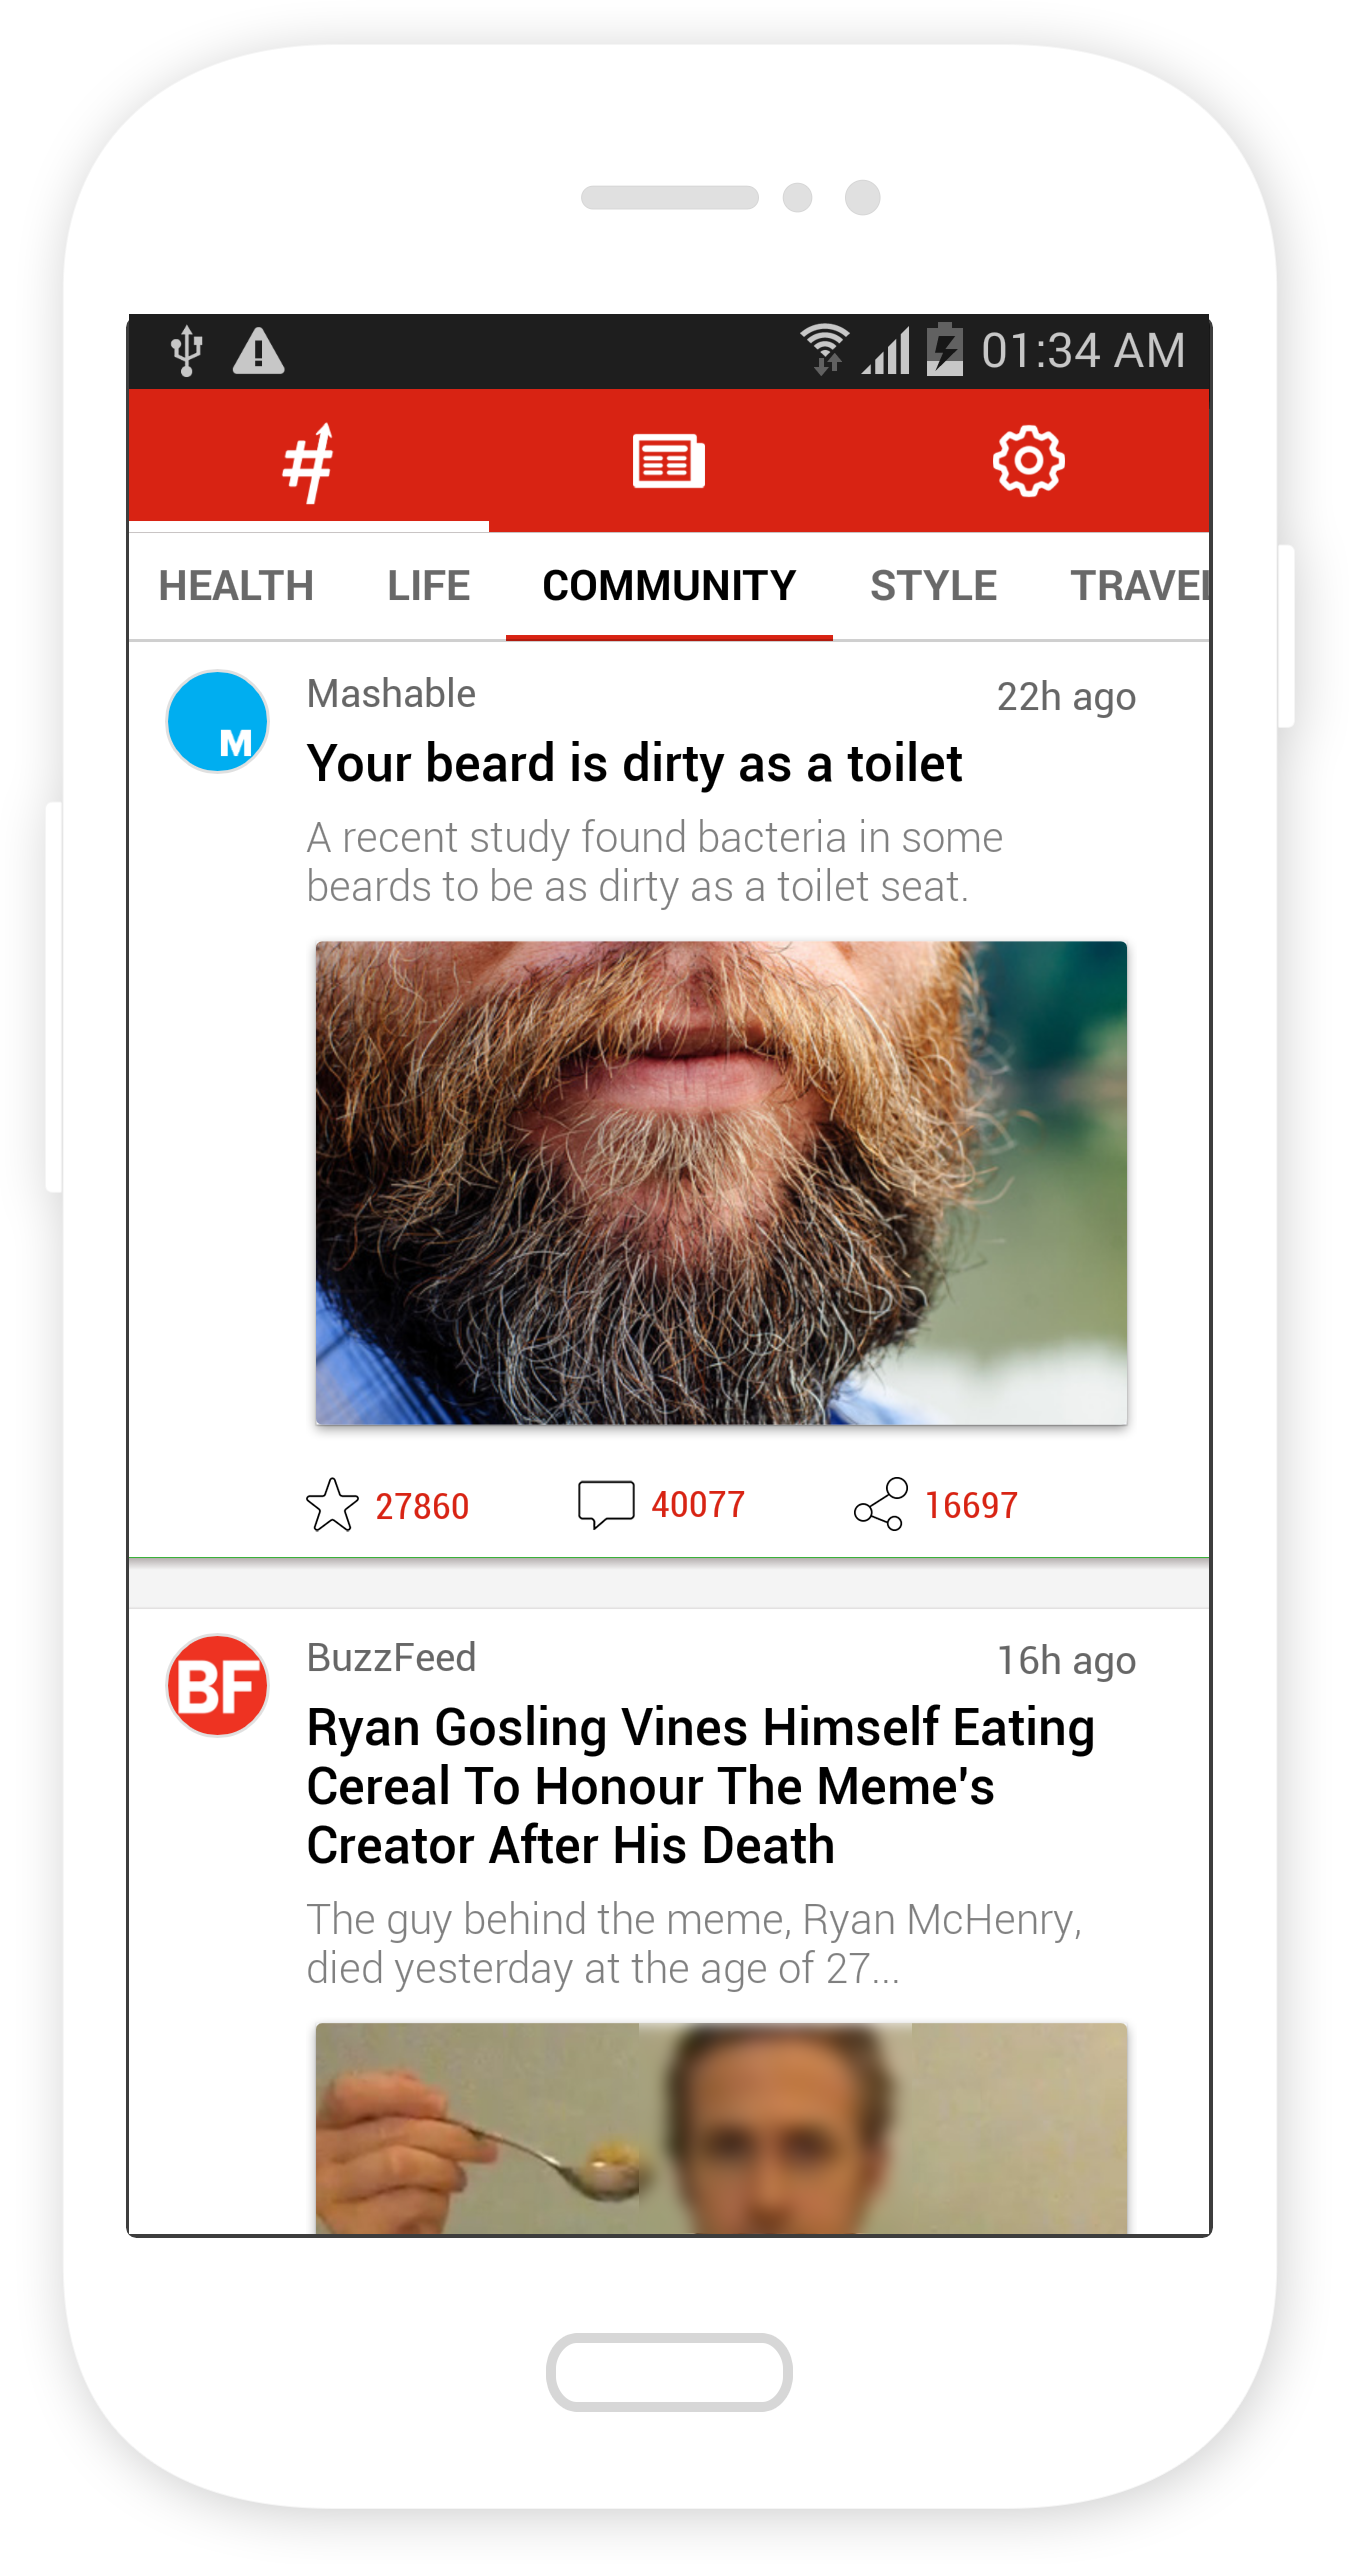 01:34 AM
#
HEALTH LIFE COMMUNITY STYLE TRAVEL
Mashable 22h ago
M
Your beard is dirty as a toilet
A recent study found bacteria in some
beards to be as dirty as a toilet seat.
27860 40077 16697
BuzzFeed 16h ago
BF
Ryan Gosling Vines Himself Eating
Cereal To Honour The Meme's
Creator After His Death
The guy behind the meme, Ryan McHenry,
died yesterday at the age of 27...